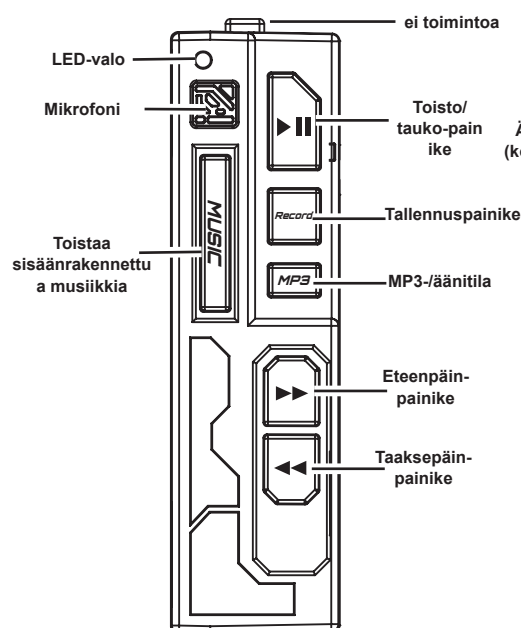 ei toimintoa
LED-valo
Mikrofoni
Toisto/
tauko-pain
ike
Ä
(k
MUSIC
Record
Tallennuspainike
Toistaa
sisäänrakennettu
a musiikkia
MP3
MP3-/äänitila
Eteenpäin-
painike
Taaksepäin-
painike